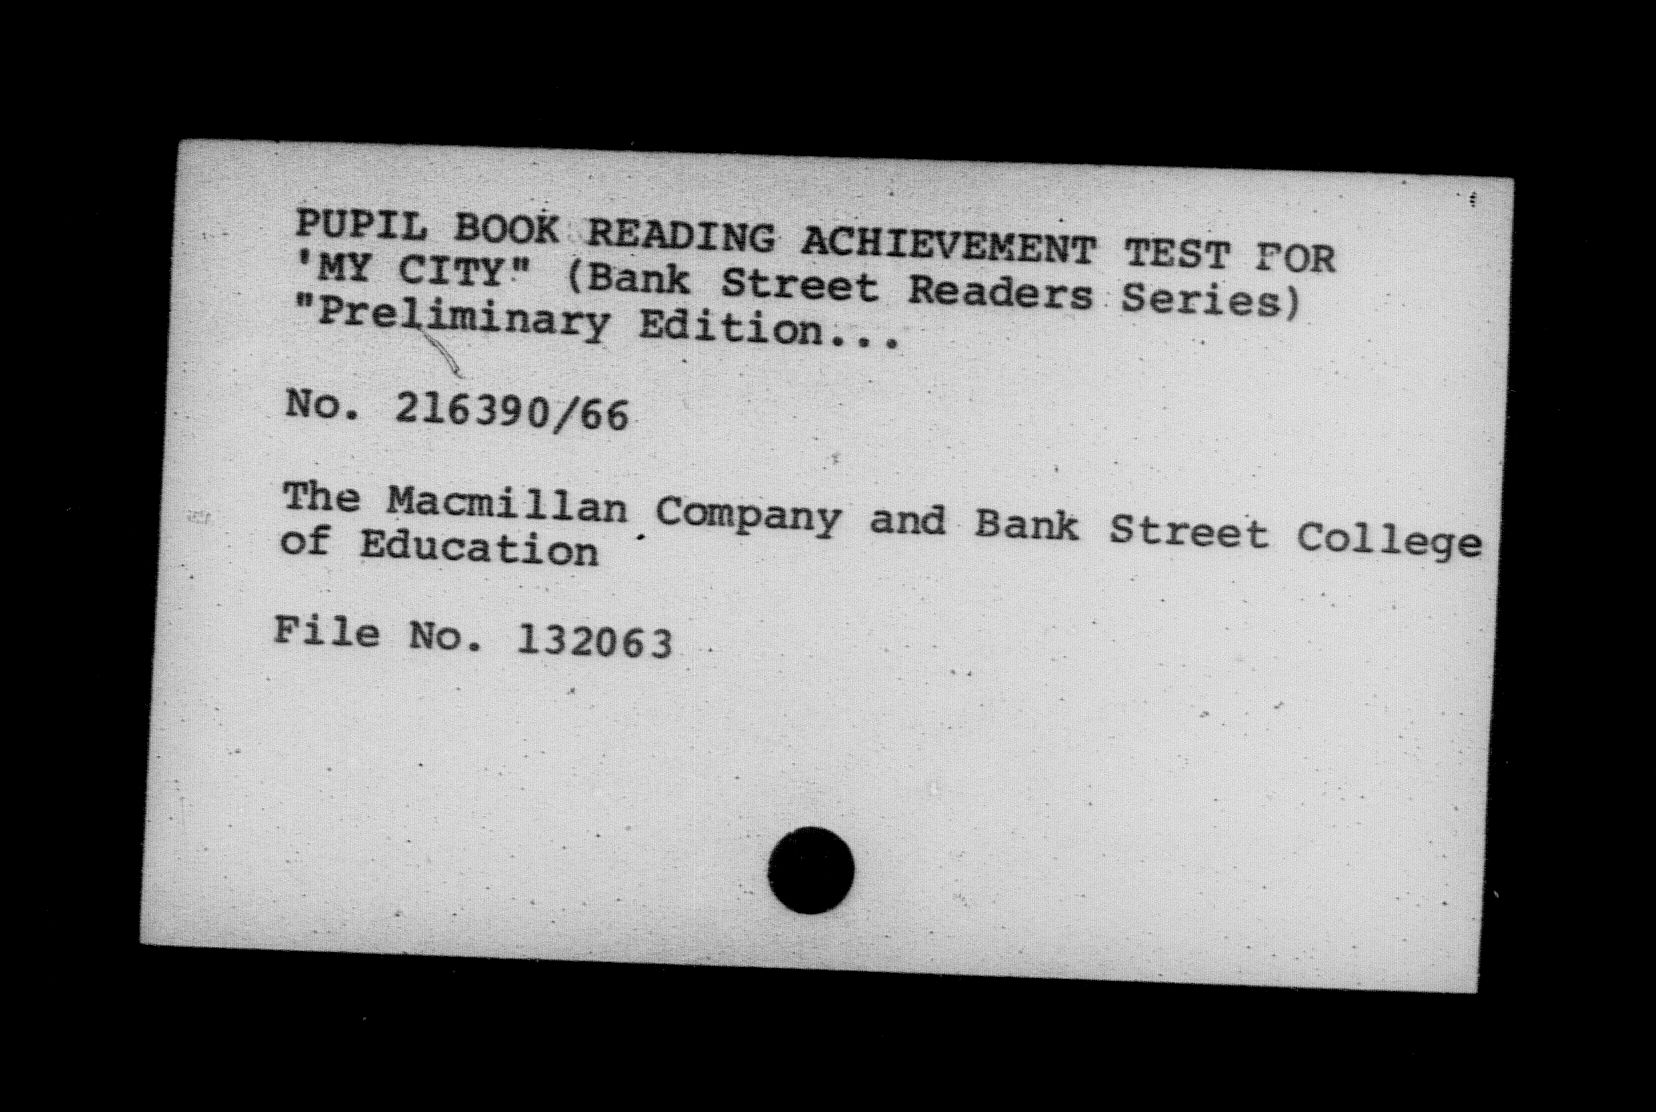 PUPIL BOOK READING ACHIEVEMENT TEST FOR
'MY CITY" (Bank Street Readers Series)
"Preliminary Edition...
No. 216390/66
The Macmillan Company and Bank Street College
of Education
File No. 132063